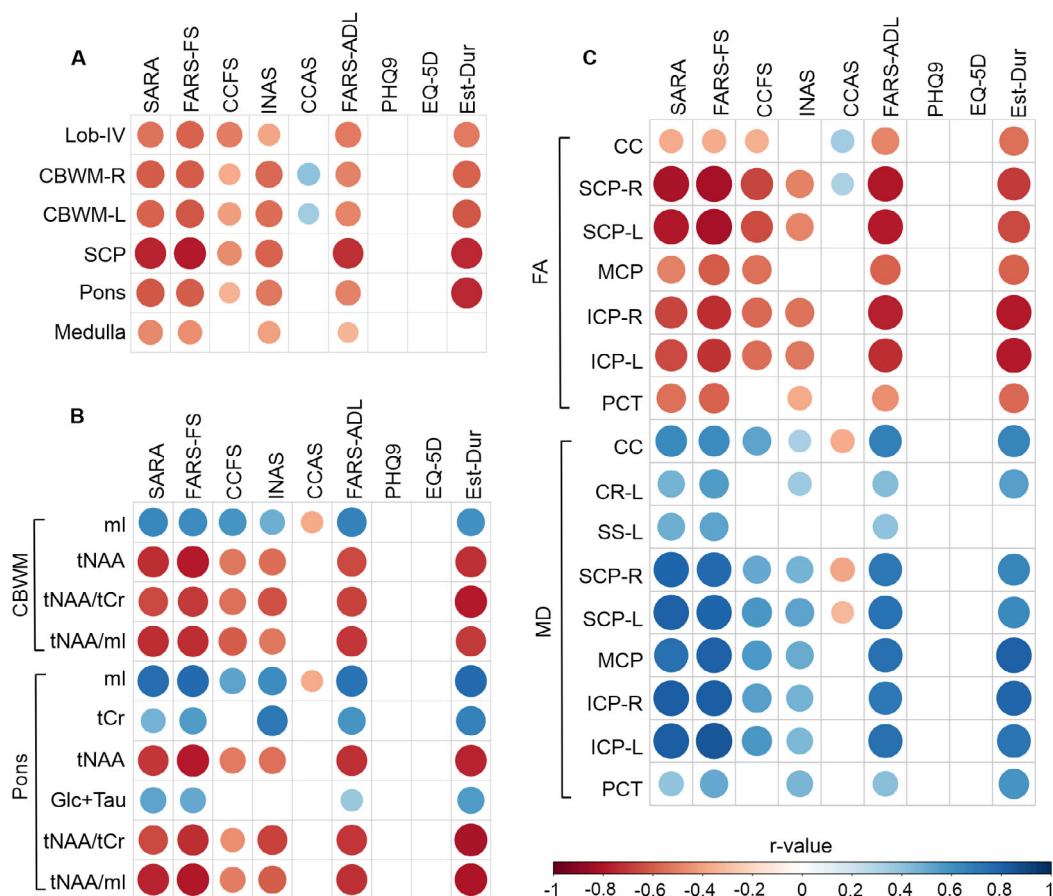 A
SARA
FARS-FS
CCFS
INAS
CCAS
FARS-ADL
PHQ9
EQ-5D
Est-Dur
Lob-IV
CBWM-R
CBWM-L
SCP
Pons
Medulla
B
SARA
FARS-FS
CCFS
INAS
CCAS
FARS-ADL
PHQ9
EQ-5D
Est-Dur
CBWM
mI
tNAA
tNAA/tCr
tNAA/mI
Pons
mI
tCr
tNAA
Glc+Tau
tNAA/tCr
tNAA/mI
C
SARA
FARS-FS
CCFS
INAS
CCAS
FARS-ADL
PHQ9
EQ-5D
Est-Dur
FA
CC
SCP-R
SCP-L
MCP
ICP-R
ICP-L
PCT
MD
CC
CR-L
SS-L
SCP-R
SCP-L
MCP
ICP-R
ICP-L
PCT
r-value
-1 -0.8 -0.6 -0.4 -0.2 0 0.2 0.4 0.6 0.8 1